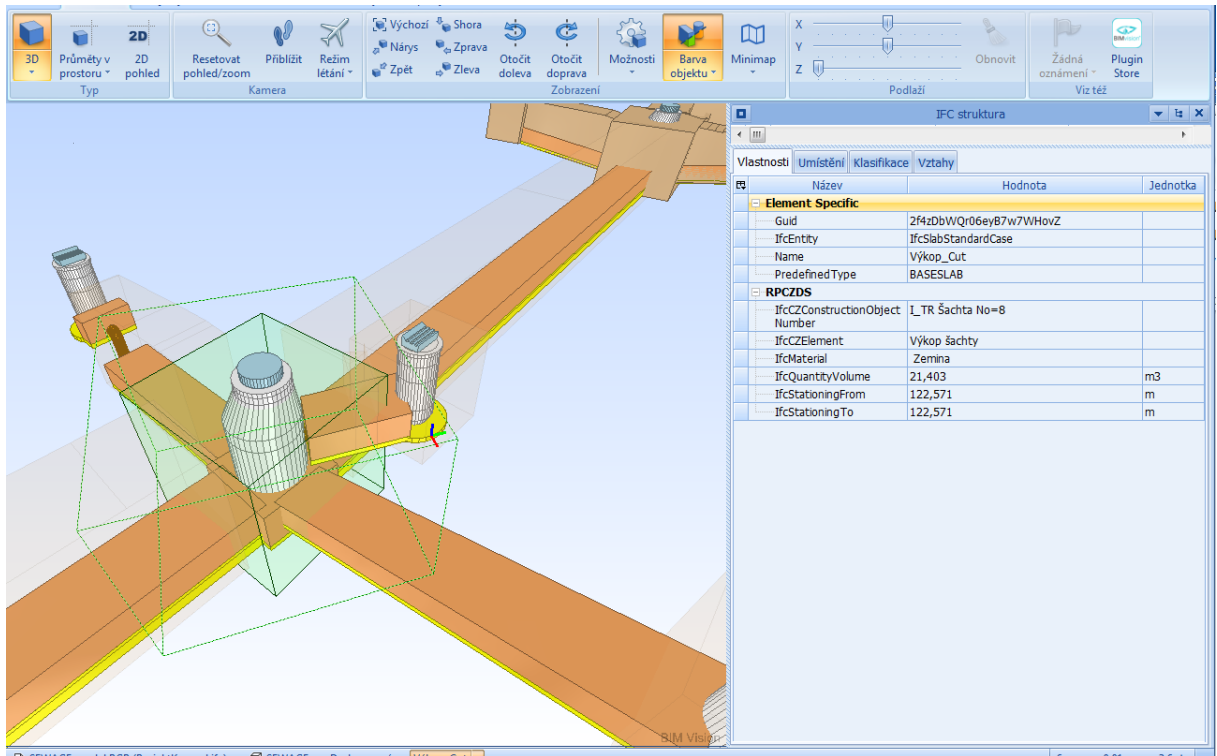 3D
Průměty v
prostoru
2D
2D
pohled
Typ
Resetovat
pohled/zoom
Přiblížit
Režim
létání
Kamera
Výchozí
Shora
Nárys
Zprava
Zpět
Zleva
Otočit
doleva
Otočit
doprava
Možnosti
Barva
objektu
Zobrazení
Minimap
X
Y
Z
Obnovit
Podlaží
Žádná
oznámení
Plugin
Store
Viz též
IFC struktura
Vlastnosti Umístění Klasifikace Vztahy
Název Hodnota Jednotka
Element Specific
Guid 2f4zDbWQr06eyB7w7WHovZ
IfcEntity IfcSlabStandardCase
Name Výkop_Cut
PredefinedType BASESLAB
RPCZDS
IfcCZConstructionObject I_TR Šachta No=8
Number
IfcCZElement Výkop šachty
IfcMaterial Zemina
IfcQuantityVolume 21,403 m3
IfcStationingFrom 122,571 m
IfcStationingTo 122,571 m
BIM Vision